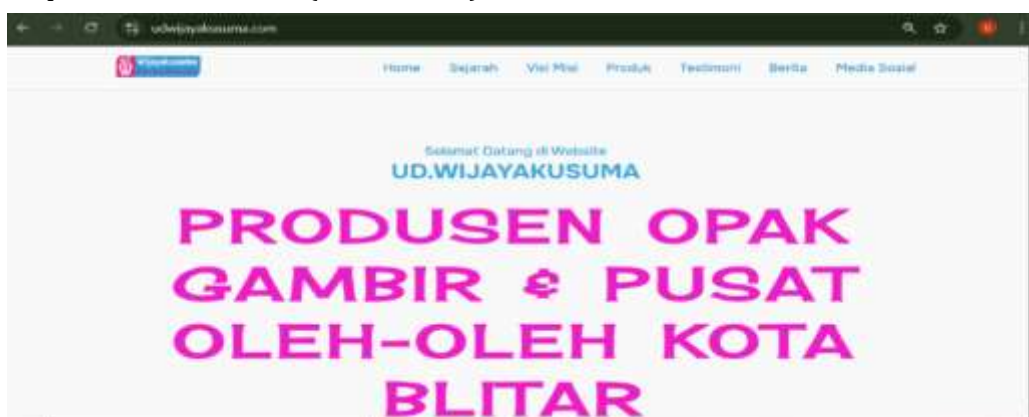 udwijayakusuma.com
Wijayakusuma
Home Sejarah Visi Misi Produk Testimoni Berita Media Sosial
Selamat Datang di Website
UD.WIJAYAKUSUMA
PRODUSEN OPAK
GAMBIR & PUSAT
OLEH-OLEH KOTA
BLITAR